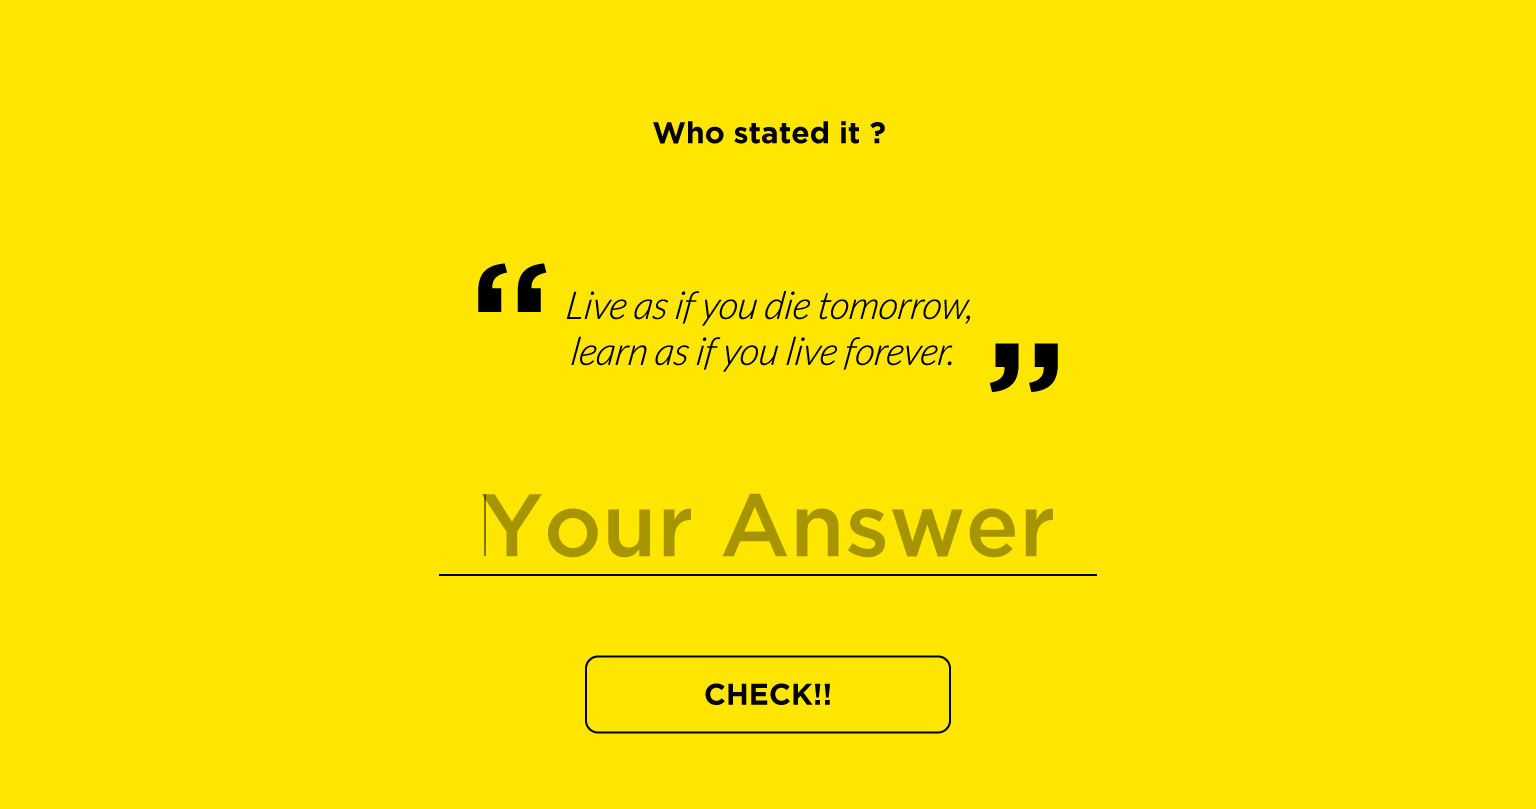 Who stated it ?
“ Live as if you die tomorrow,
learn as if you live forever. ”
Your Answer
CHECK!!